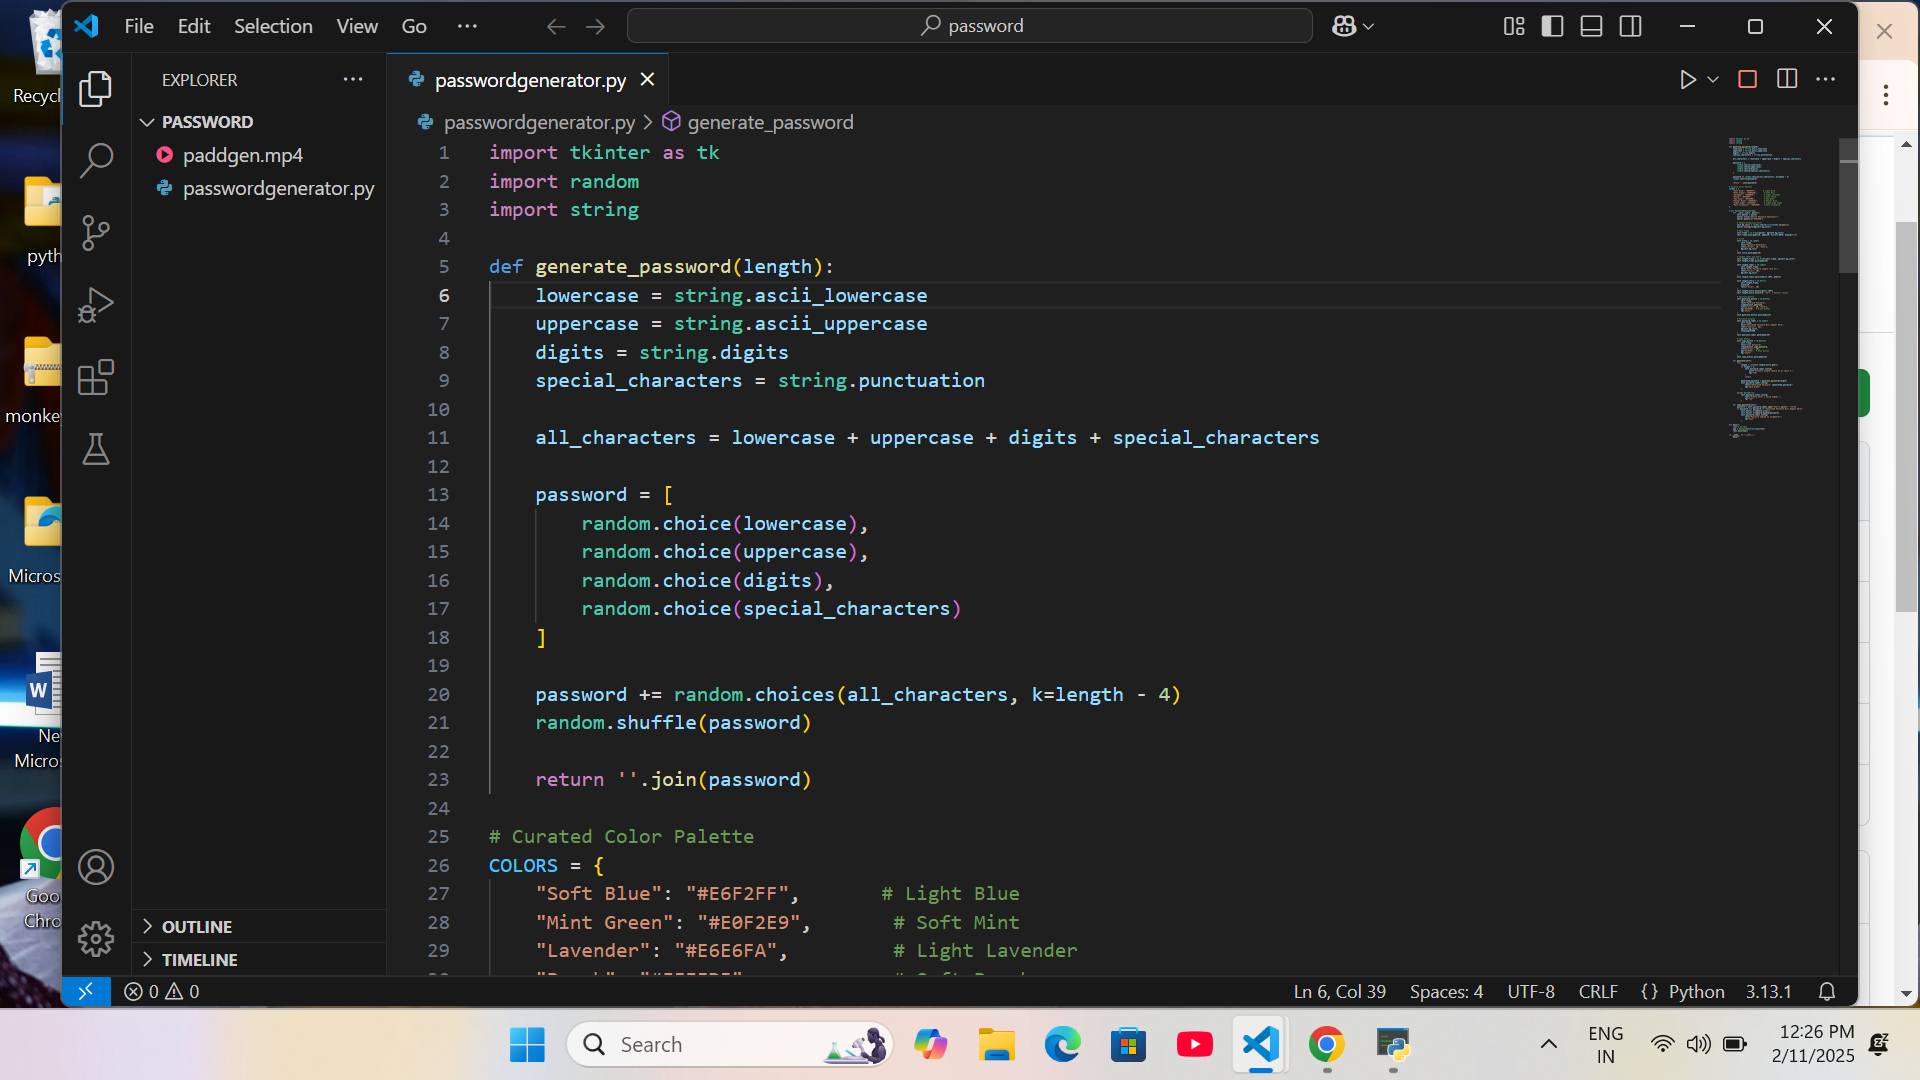 Recycl
pyth
monke
Micros
Ne
Micro
Goo
Chro
File Edit Selection View Go ···
password
EXPLORER
PASSWORD
paddgen.mp4
passwordgenerator.py
OUTLINE
TIMELINE
passwordgenerator.py
passwordgenerator.py > generate_password
1 import tkinter as tk
2 import random
3 import string
4
5 def generate_password(length):
6     lowercase = string.ascii_lowercase
7     uppercase = string.ascii_uppercase
8     digits = string.digits
9     special_characters = string.punctuation
10
11     all_characters = lowercase + uppercase + digits + special_characters
12
13     password = [
14         random.choice(lowercase),
15         random.choice(uppercase),
16         random.choice(digits),
17         random.choice(special_characters)
18     ]
19
20     password += random.choices(all_characters, k=length - 4)
21     random.shuffle(password)
22
23     return ''.join(password)
24
25 # Curated Color Palette
26 COLORS = {
27     "Soft Blue": "#E6F2FF",       # Light Blue
28     "Mint Green": "#E0F2E9",       # Soft Mint
29     "Lavender": "#E6E6FA",         # Light Lavender
0 0
Ln 6, Col 39 Spaces: 4 UTF-8 CRLF {} Python 3.13.1
Search
ENG
IN
12:26 PM
2/11/2025